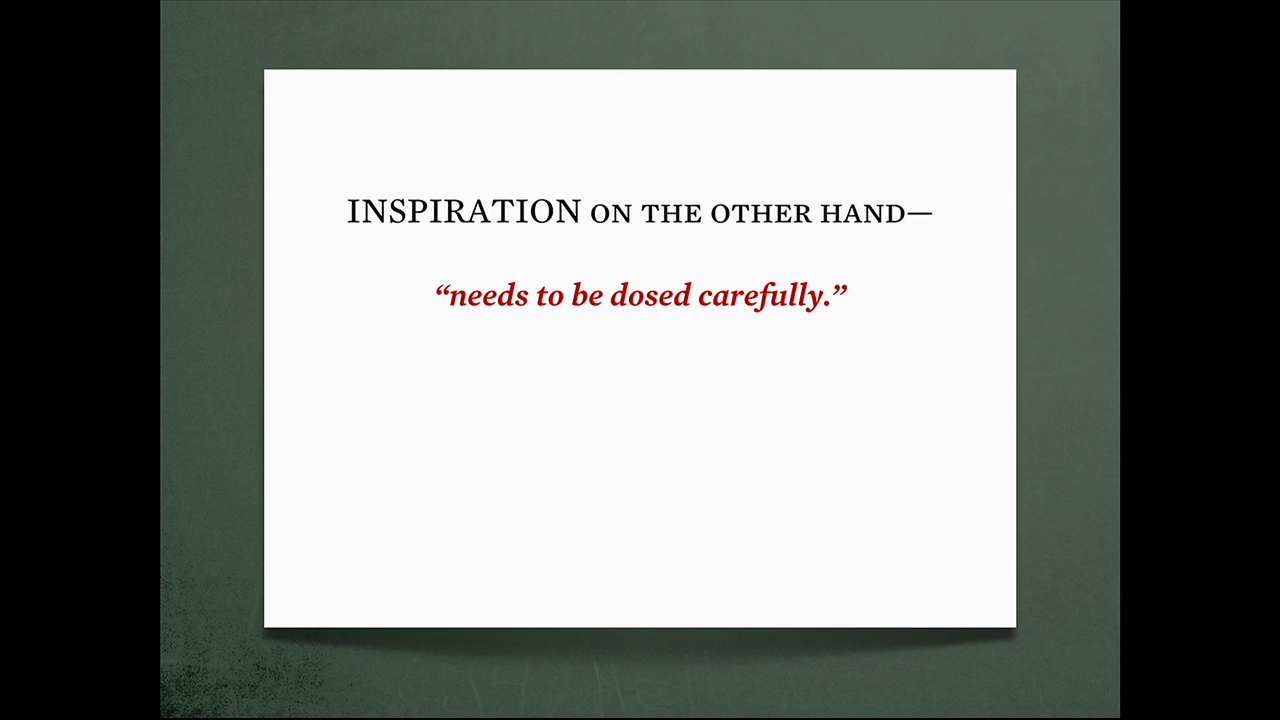 INSPIRATION ON THE OTHER HAND—
“needs to be dosed carefully.”